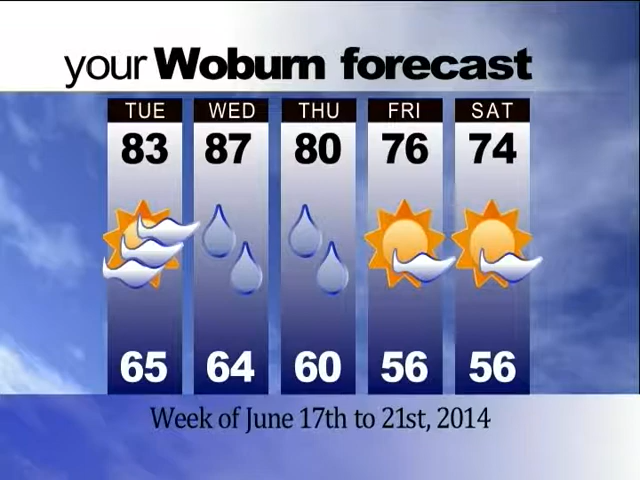 your Woburn forecast
TUE WED THU FRI SAT
83 87 80 76 74
65 64 60 56 56
Week of June 17th to 21st, 2014